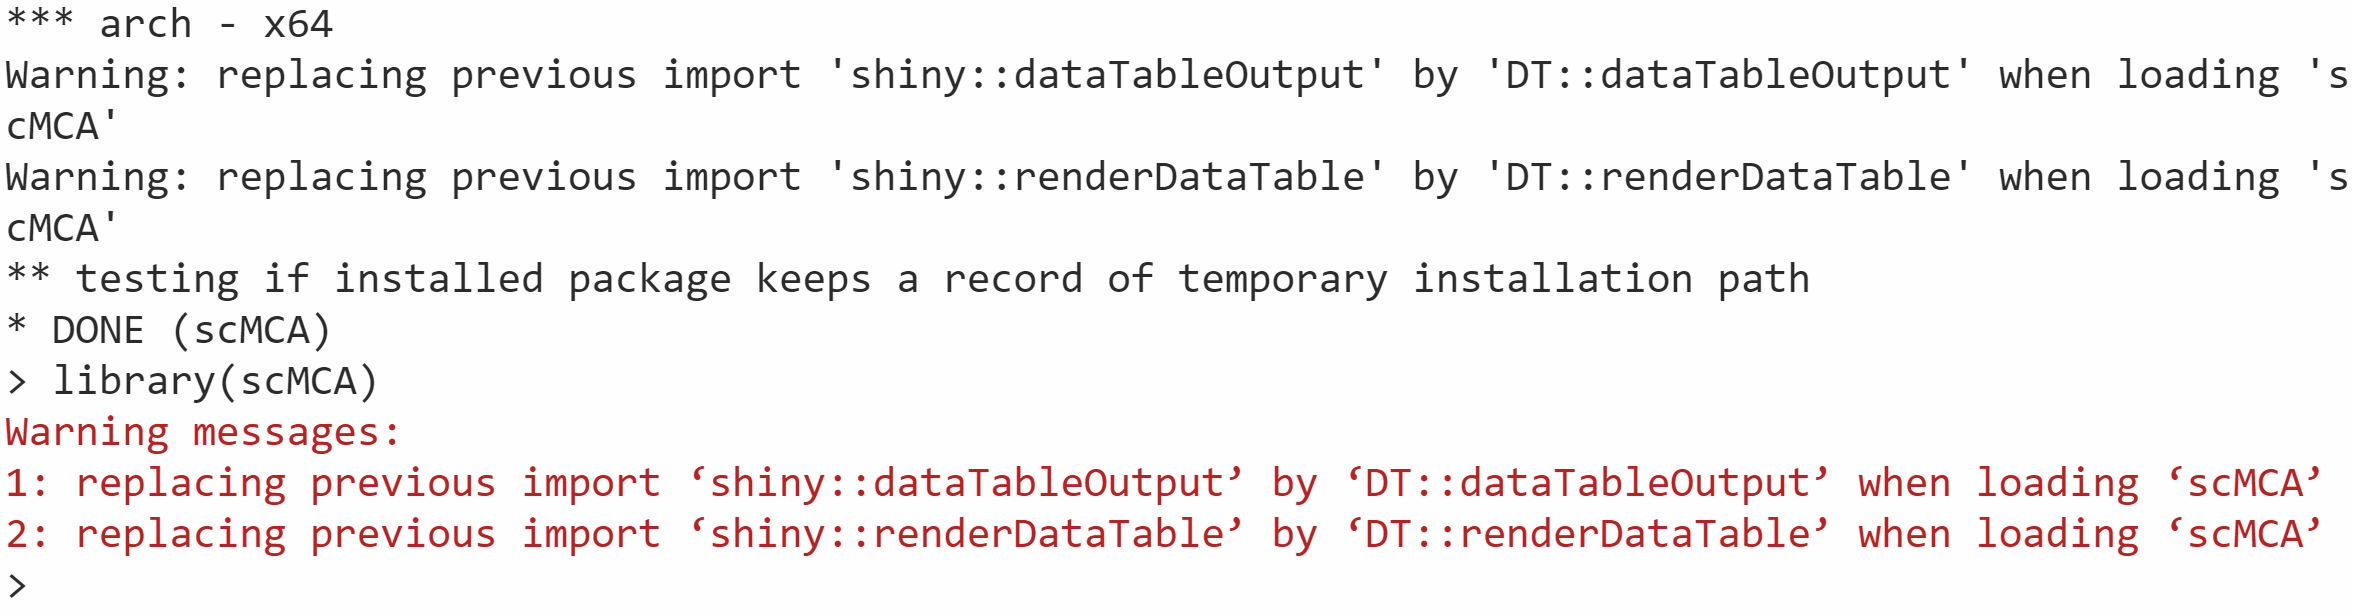 *** arch - x64
Warning: replacing previous import 'shiny::dataTableOutput' by 'DT::dataTableOutput' when loading 's
cMCA'
Warning: replacing previous import 'shiny::renderDataTable' by 'DT::renderDataTable' when loading 's
cMCA'
** testing if installed package keeps a record of temporary installation path
* DONE (scMCA)
> library(scMCA)
Warning messages:
1: replacing previous import ‘shiny::dataTableOutput’ by ‘DT::dataTableOutput’ when loading ‘scMCA’
2: replacing previous import ‘shiny::renderDataTable’ by ‘DT::renderDataTable’ when loading ‘scMCA’
>